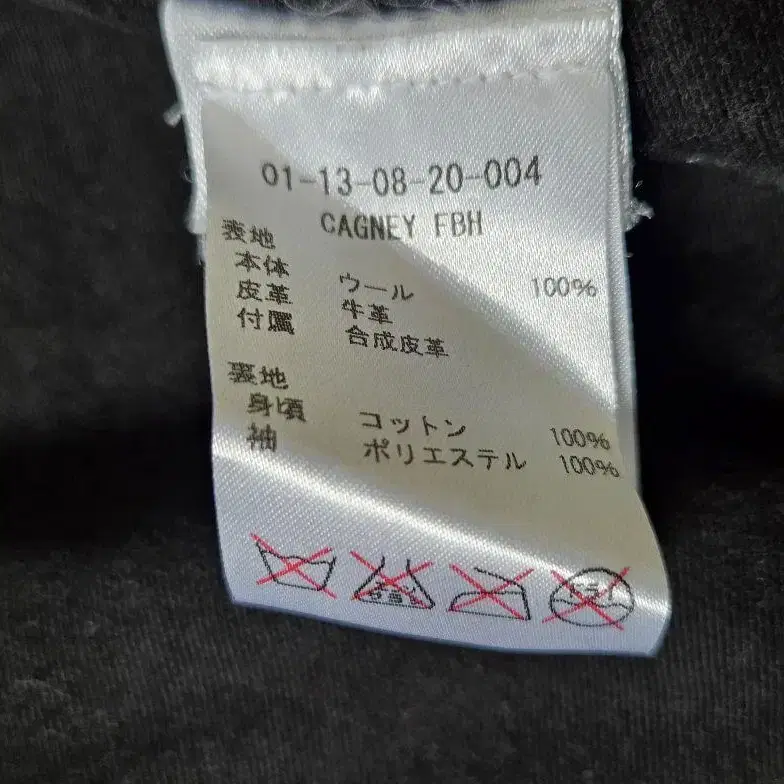 01-13-08-20-004
CAGNEY FBH
表地
本体 ウール 100%
皮革 牛革
付属 合成皮革
裏地
身頃 コットン 100%
袖 ポリエステル 100%